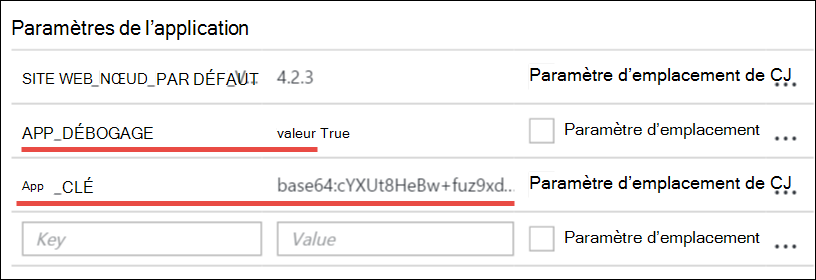 Paramètres de l'application
SITE WEB_NŒUD_PAR DÉFAUT 4.2.3 Paramètre d'emplacement de CJ ...
APP_DÉBOGAGE valeur True Paramètre d'emplacement ...
App _CLÉ base64:cYXUt8HeBw+fuz9xd... Paramètre d'emplacement de CJ ...
Key Value Paramètre d'emplacement ...